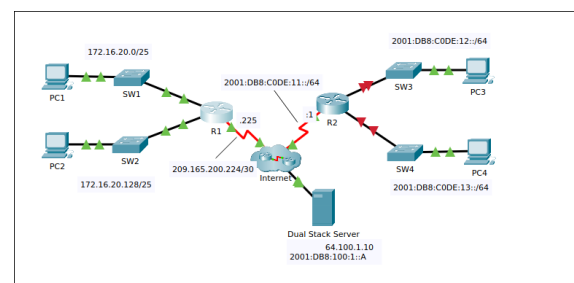 2001:DB8:C0DE:12::/64
172.16.20.0/25
PC1
SW1
SW3
PC3
2001:DB8:C0DE:11::/64
.225
:1
R1
R2
PC2
SW2
SW4
PC4
209.165.200.224/30
Internet
172.16.20.128/25
2001:DB8:C0DE:13::/64
Dual Stack Server
64.100.1.10
2001:DB8:100:1::A